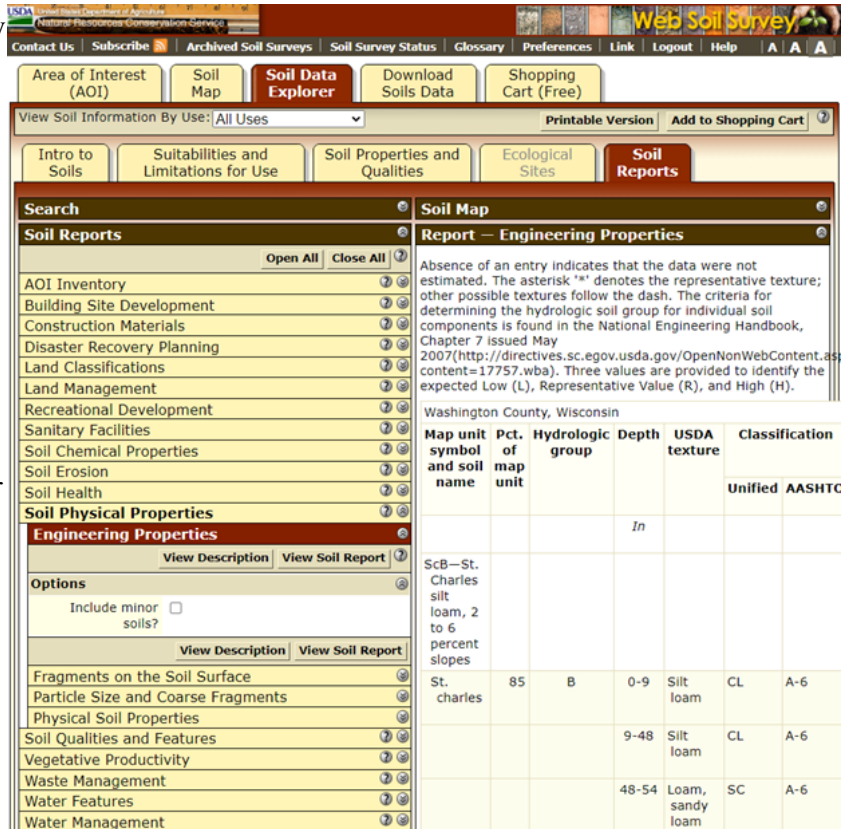 USDA United States Department of Agriculture
Natural Resources Conservation Service
Web Soil Survey
y
Contact Us | Subscribe | Archived Soil Surveys | Soil Survey Status | Glossary | Preferences | Link | Logout | Help | A | A | A
Area of Interest (AOI)
Soil Map
Soil Data Explorer
Download Soils Data
Shopping Cart (Free)
View Soil Information By Use: All Uses
Printable Version
Add to Shopping Cart
Intro to Soils
Suitabilities and Limitations for Use
Soil Properties and Qualities
Ecological Sites
Soil Reports
Search
Soil Reports
Open All Close All
AOI Inventory
Building Site Development
Construction Materials
Disaster Recovery Planning
Land Classifications
Land Management
Recreational Development
Sanitary Facilities
Soil Chemical Properties
Soil Erosion
Soil Health
Soil Physical Properties
Engineering Properties
View Description View Soil Report
Options
Include minor
soils?
View Description View Soil Report
Fragments on the Soil Surface
Particle Size and Coarse Fragments
Physical Soil Properties
Soil Qualities and Features
Vegetative Productivity
Waste Management
Water Features
Water Management
Soil Map
Report — Engineering Properties
Absence of an entry indicates that the data were not
estimated. The asterisk '*' denotes the representative texture;
other possible textures follow the dash. The criteria for
determining the hydrologic soil group for individual soil
components is found in the National Engineering Handbook,
Chapter 7 issued May
2007(http://directives.sc.egov.usda.gov/OpenNonWebContent.asp
content=17757.wba). Three values are provided to identify the
expected Low (L), Representative Value (R), and High (H).
Washington County, Wisconsin
Map unit symbol and soil name | Pct. of map unit | Hydrologic group | Depth | USDA texture | Classification
Unified AASHTO
In
ScB—St.
Charles
silt
loam, 2
to 6
percent
slopes
St. charles 85 B 0-9 Silt loam CL A-6
9-48 Silt loam CL A-6
48-54 Loam, sandy loam SC A-6